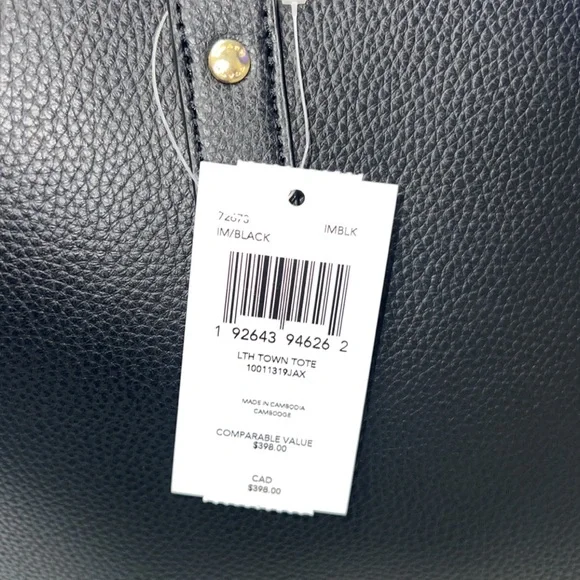 72673
IM/BLACK IMBLK
1 92643 94626 2
LTH TOWN TOTE
10011319JAX
MADE IN CAMBODIA
CAMBODGE
COMPARABLE VALUE
$398.00
CAD
$398.00